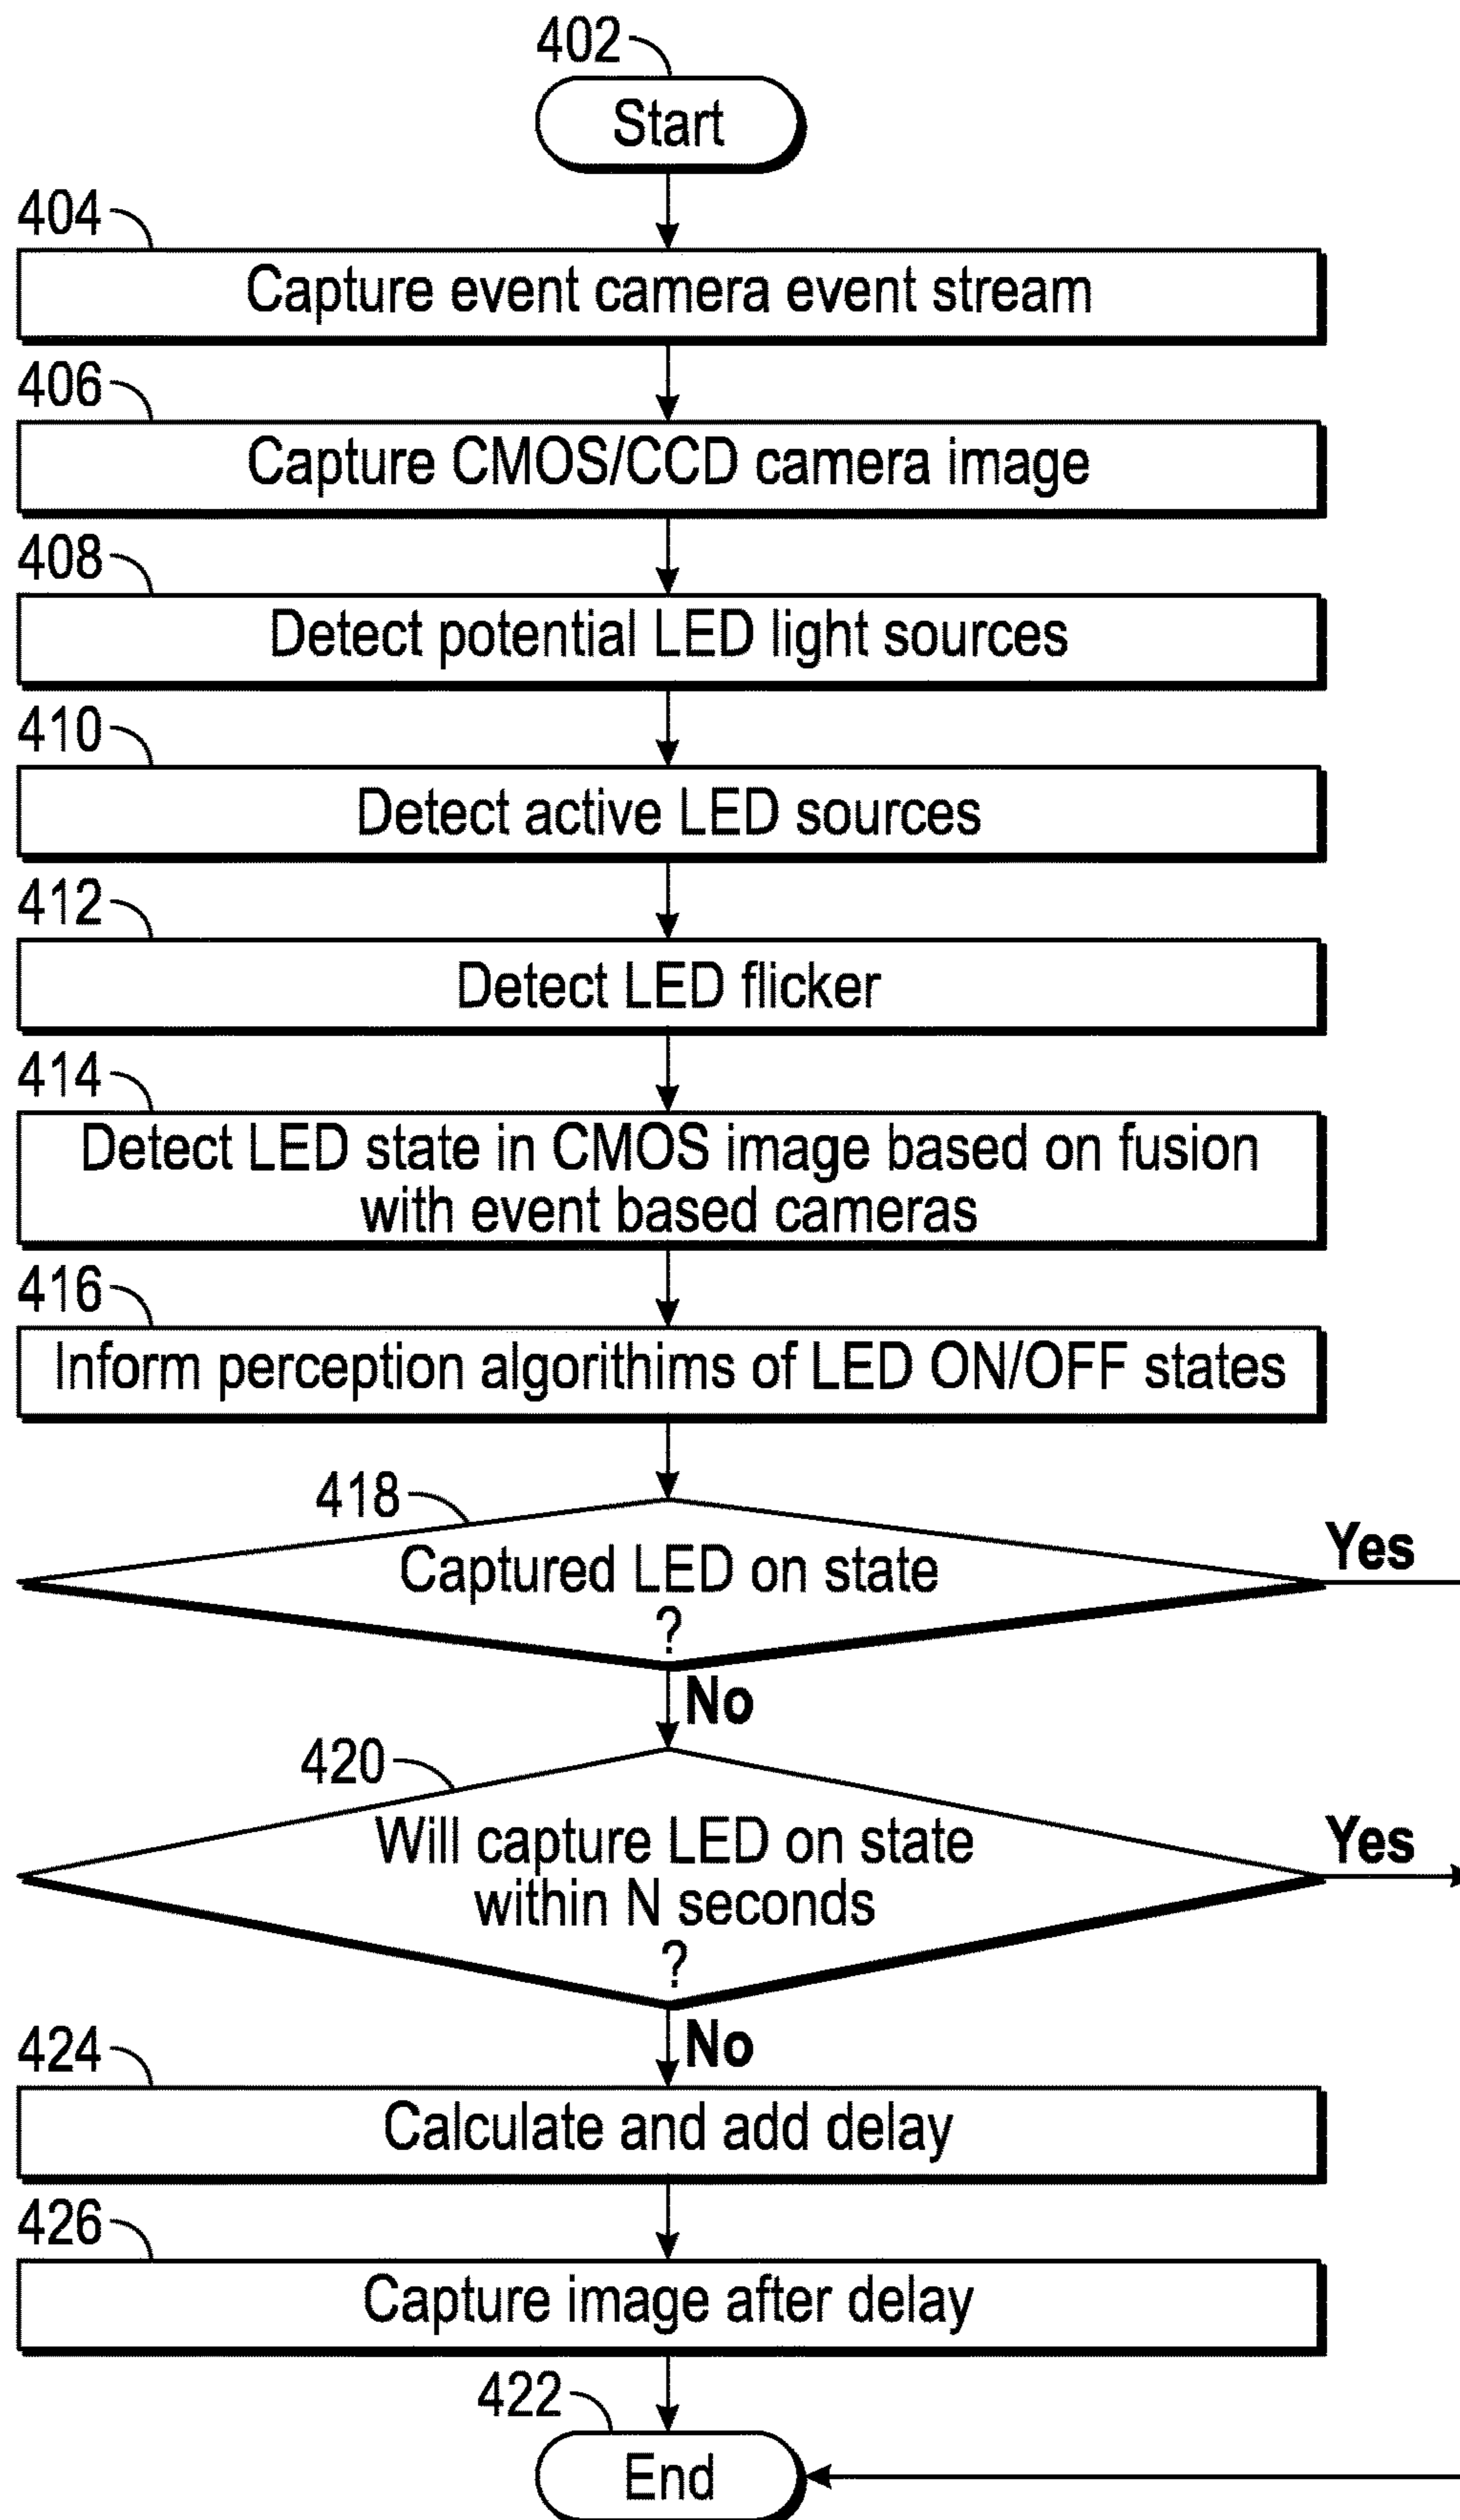 402
Start
404
Capture event camera event stream
406
Capture CMOS/CCD camera image
408
Detect potential LED light sources
410
Detect active LED sources
412
Detect LED flicker
414
Detect LED state in CMOS image based on fusion
with event based cameras
416
Inform perception algorithims of LED ON/OFF states
418
Captured LED on state
?
Yes
No
420
Will capture LED on state
within N seconds
?
Yes
No
424
Calculate and add delay
426
Capture image after delay
422
End